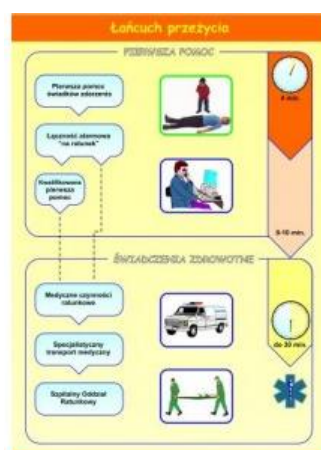 Łańcuch przeżycia
PIERWSZA POMOC
Pierwsza pomoc
świadków zdarzenia
4 min.
Łączność alarmowa
"na ratunek"
Kwalifikowana
pierwsza
pomoc
8-10 min.
ŚWIADCZENIA ZDROWOTNE
Medyczne czynności
ratunkowe
do 20 min
Specjalistyczny
transport medyczny
Szpitalny Oddział
Ratunkowy